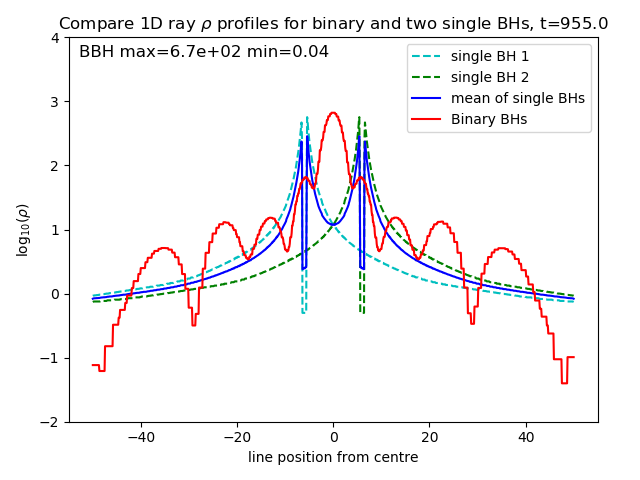 Compare 1D ray ρ profiles for binary and two single BHs, t=955.0
BBH max=6.7e+02 min=0.04
single BH 1
single BH 2
mean of single BHs
Binary BHs
4
3
2
1
0
−1
−2
log₁₀(ρ)
−40
−20
0
20
40
line position from centre